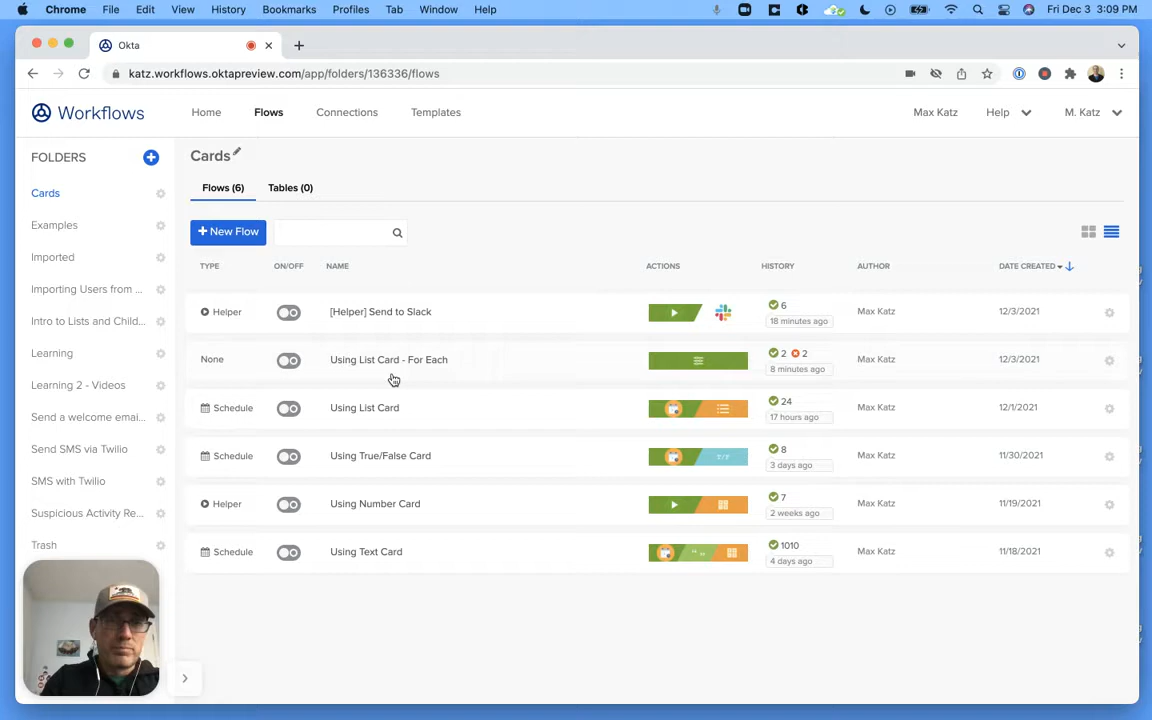 Chrome File Edit View History Bookmarks Profiles Tab Window Help Fri Dec 3 3:09 PM
Okta
katz.workflows.oktapreview.com/app/folders/136336/flows
Workflows Home Flows Connections Templates Max Katz Help M. Katz
FOLDERS
Cards
Examples
Imported
Importing Users from ...
Intro to Lists and Child...
Learning
Learning 2 - Videos
Send a welcome emai...
Send SMS via Twilio
SMS with Twilio
Suspicious Activity Re...
Trash
Cards
Flows (6) Tables (0)
+ New Flow
TYPE ON/OFF NAME ACTIONS HISTORY AUTHOR DATE CREATED
Helper [Helper] Send to Slack 6 Max Katz 12/3/2021
18 minutes ago
None Using List Card - For Each 2 2 Max Katz 12/3/2021
8 minutes ago
Schedule Using List Card 24 Max Katz 12/1/2021
17 hours ago
Schedule Using True/False Card T/F 8 Max Katz 11/30/2021
3 days ago
Helper Using Number Card 7 Max Katz 11/19/2021
2 weeks ago
Schedule Using Text Card 1010 Max Katz 11/18/2021
4 days ago